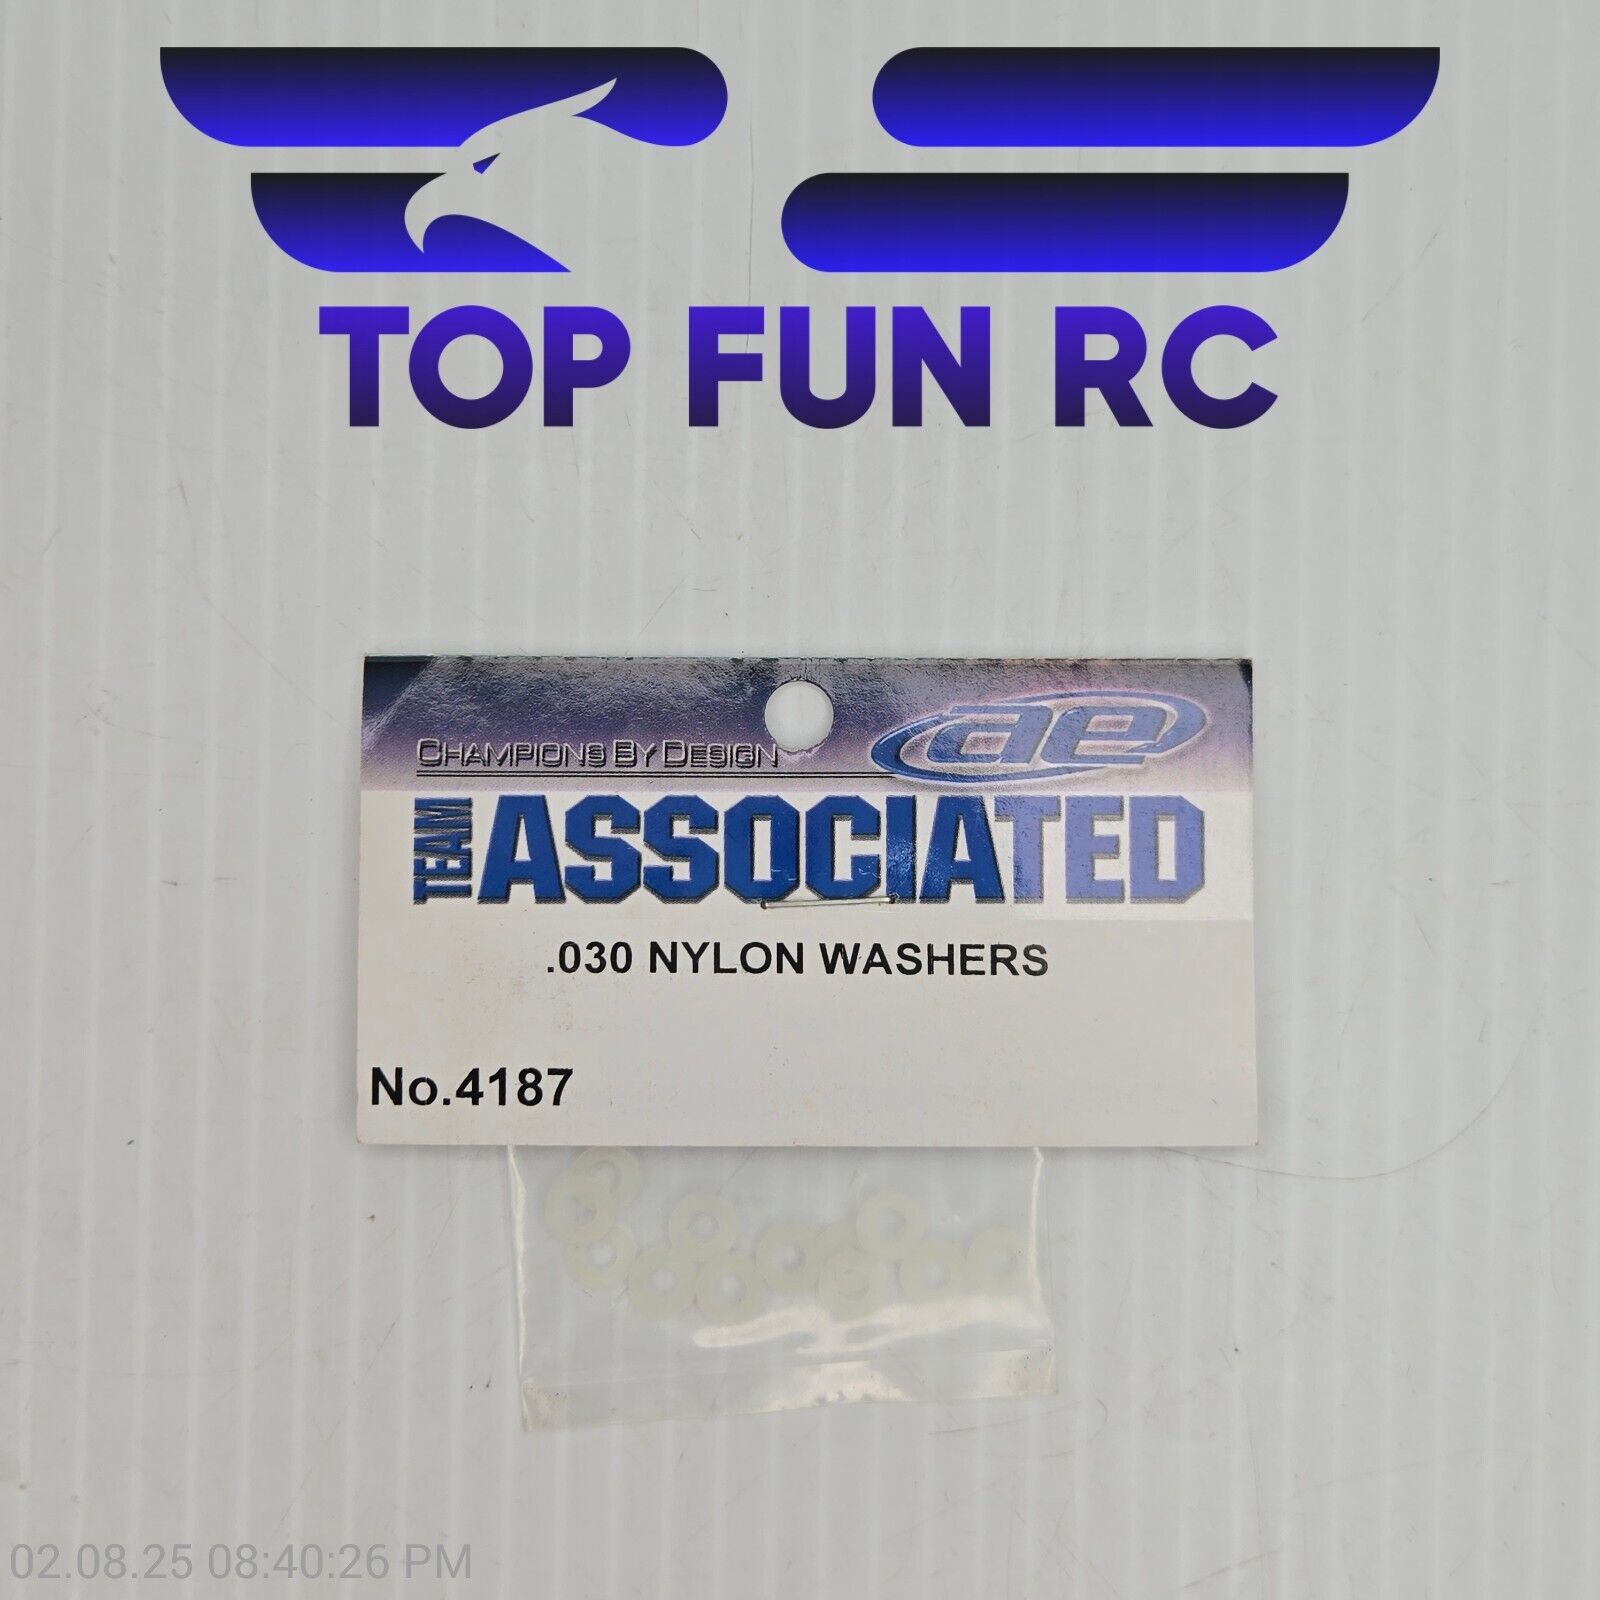 TOP FUN RC
CHAMPIONS BY DESIGN
ae
TEAM ASSOCIATED
.030 NYLON WASHERS
No.4187
02.08.25 08:40:26 PM